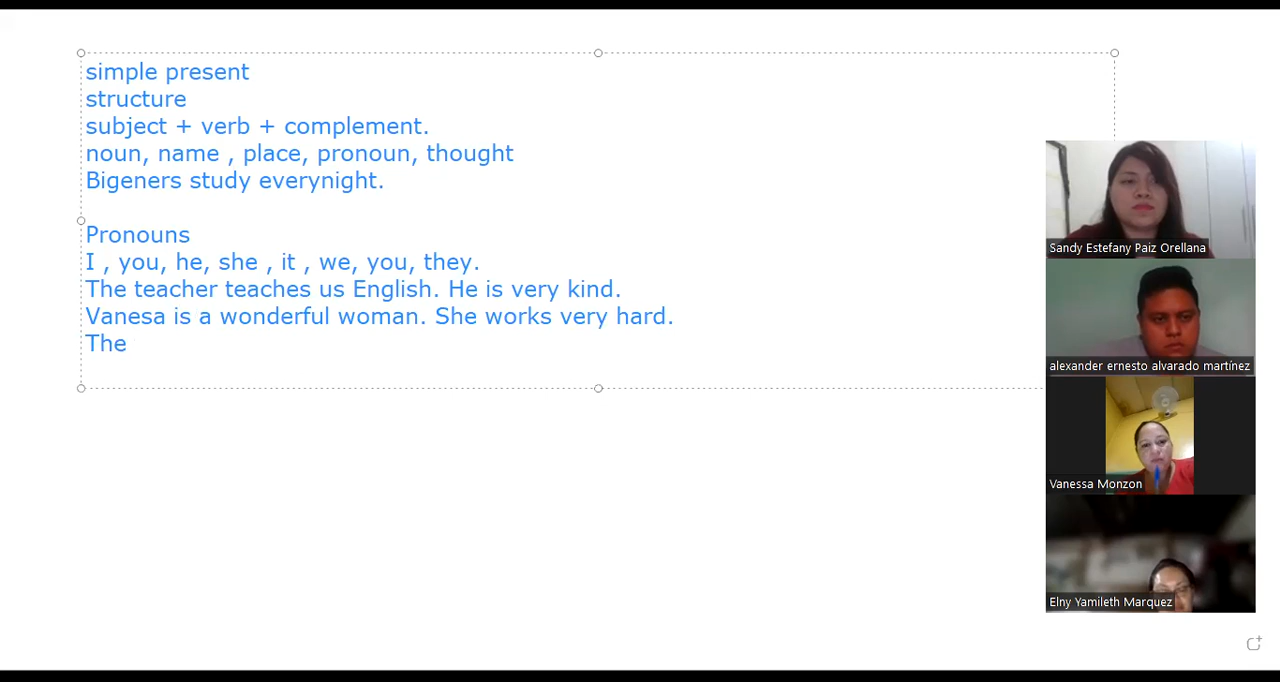 simple present
structure
subject + verb + complement.
noun, name , place, pronoun, thought
Bigeners study everynight.
Pronouns
I , you, he, she , it , we, you, they.
The teacher teaches us English. He is very kind.
Vanesa is a wonderful woman. She works very hard.
The
Sandy Estefany Paiz Orellana
alexander ernesto alvarado martínez
Vanessa Monzon
Elny Yamileth Marquez